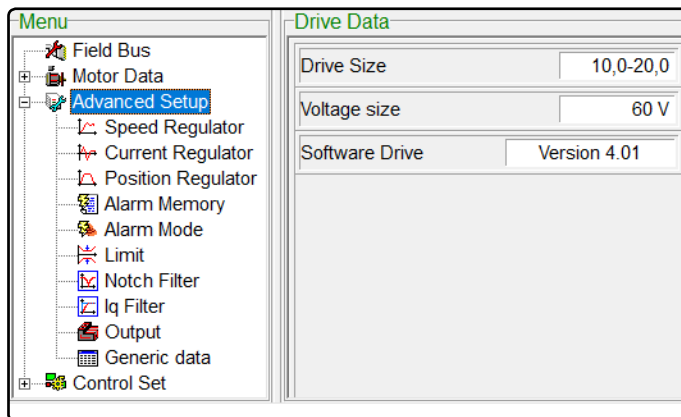 Menu
Field Bus
Motor Data
Advanced Setup
Speed Regulator
Current Regulator
Position Regulator
Alarm Memory
Alarm Mode
Limit
Notch Filter
Iq Filter
Output
Generic data
Control Set
Drive Data
Drive Size 10,0-20,0
Voltage size 60 V
Software Drive Version 4.01